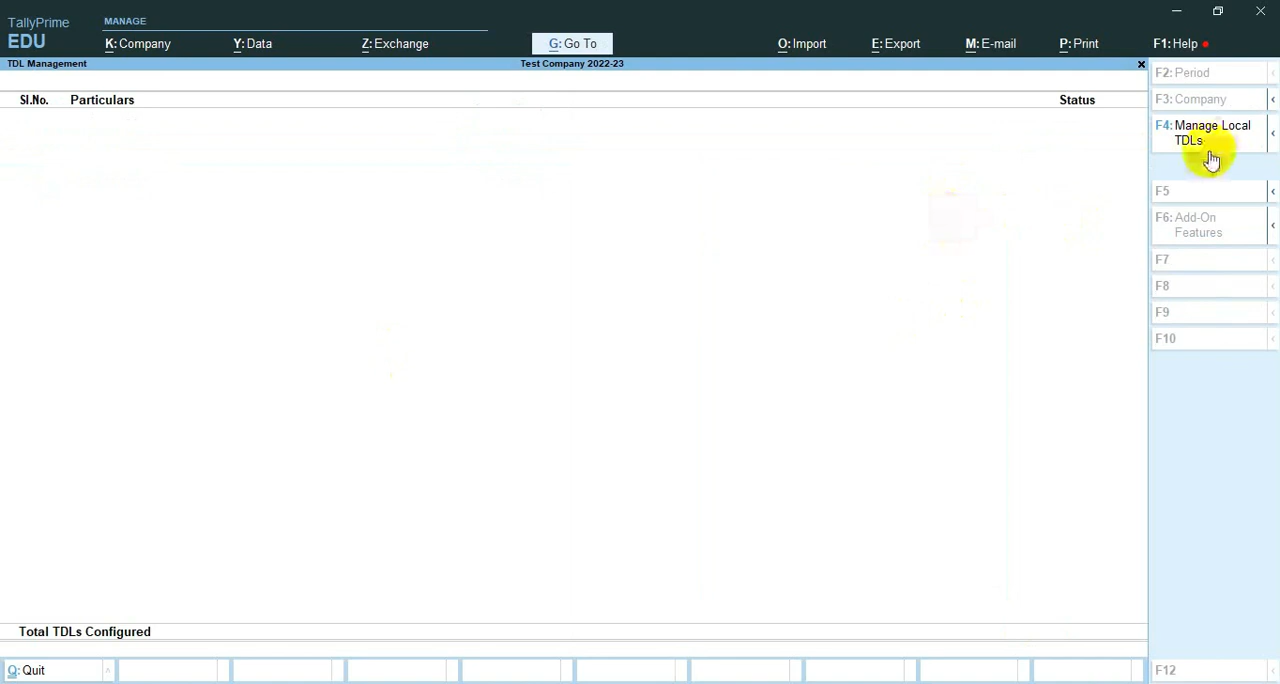 TallyPrime
EDU
MANAGE
K: Company
Y: Data
Z: Exchange
G: Go To
O: Import
E: Export
M: E-mail
P: Print
F1: Help
TDL Management
Test Company 2022-23
Sl.No.
Particulars
Status
F2: Period
F3: Company
F4: Manage Local
TDLs
F5
F6: Add-On
Features
F7
F8
F9
F10
Total TDLs Configured
Q: Quit
F12